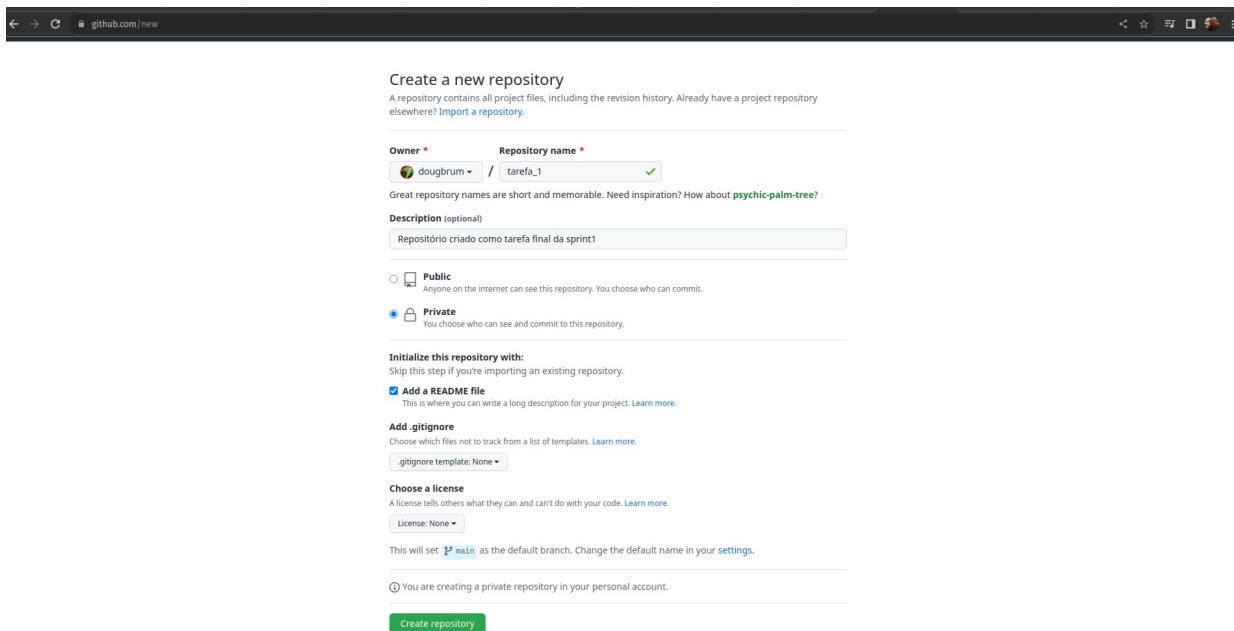 github.com/new
Create a new repository
A repository contains all project files, including the revision history. Already have a project repository
elsewhere? Import a repository.
Owner * Repository name *
dougbrum / tarefa_1
Great repository names are short and memorable. Need inspiration? How about psychic-palm-tree?
Description (optional)
Repositório criado como tarefa final da sprint1
Public
Anyone on the internet can see this repository. You choose who can commit.
Private
You choose who can see and commit to this repository.
Initialize this repository with:
Skip this step if you're importing an existing repository.
Add a README file
This is where you can write a long description for your project. Learn more.
Add .gitignore
Choose which files not to track from a list of templates. Learn more.
.gitignore template: None
Choose a license
A license tells others what they can and can't do with your code. Learn more.
License: None
This will set main as the default branch. Change the default name in your settings.
You are creating a private repository in your personal account.
Create repository